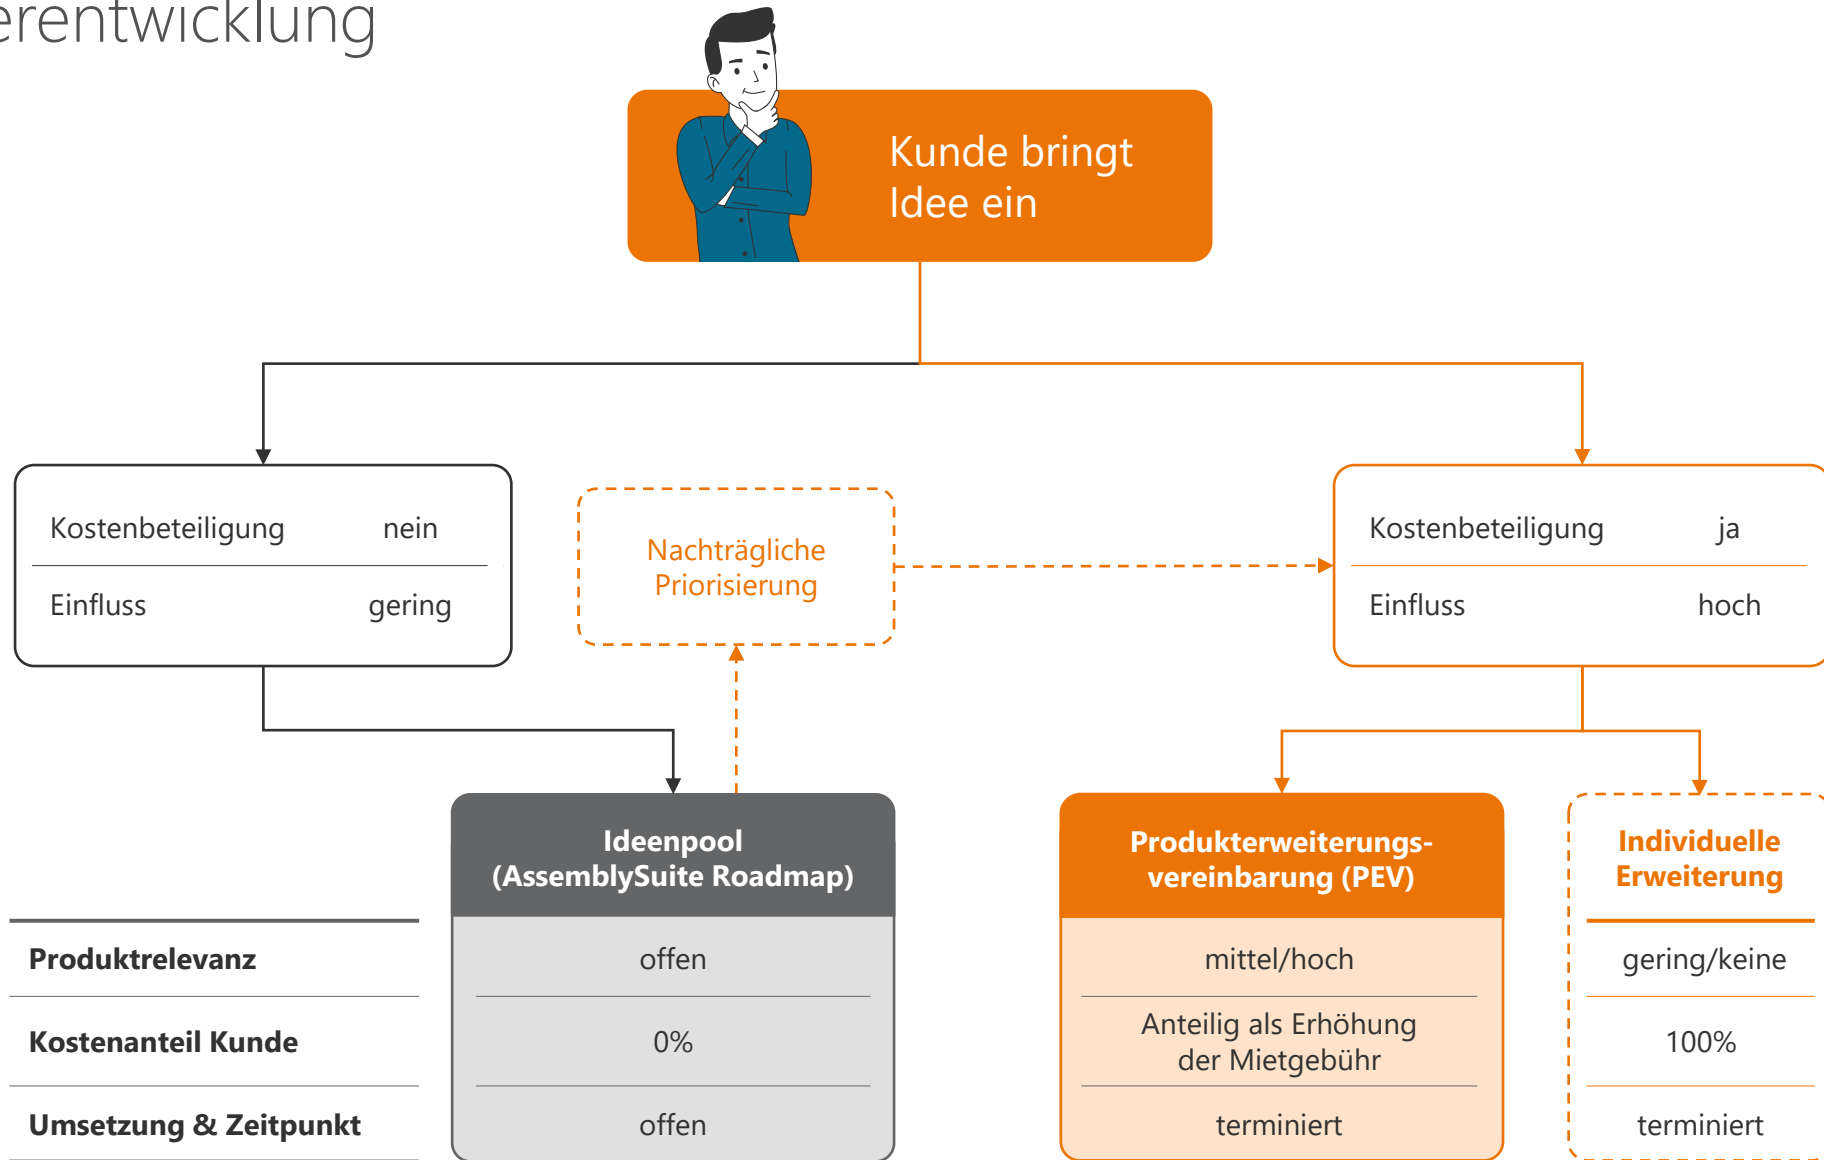 erentwicklung
Kunde bringt
Idee ein
Kostenbeteiligung nein
Einfluss gering
Nachträgliche
Priorisierung
Kostenbeteiligung ja
Einfluss hoch
Ideenpool
(AssemblySuite Roadmap)
Produkterweiterungs-
vereinbarung (PEV)
Individuelle
Erweiterung
Produktrelevanz offen mittel/hoch gering/keine
Kostenanteil Kunde 0% Anteilig als Erhöhung
der Mietgebühr 100%
Umsetzung & Zeitpunkt offen terminiert terminiert